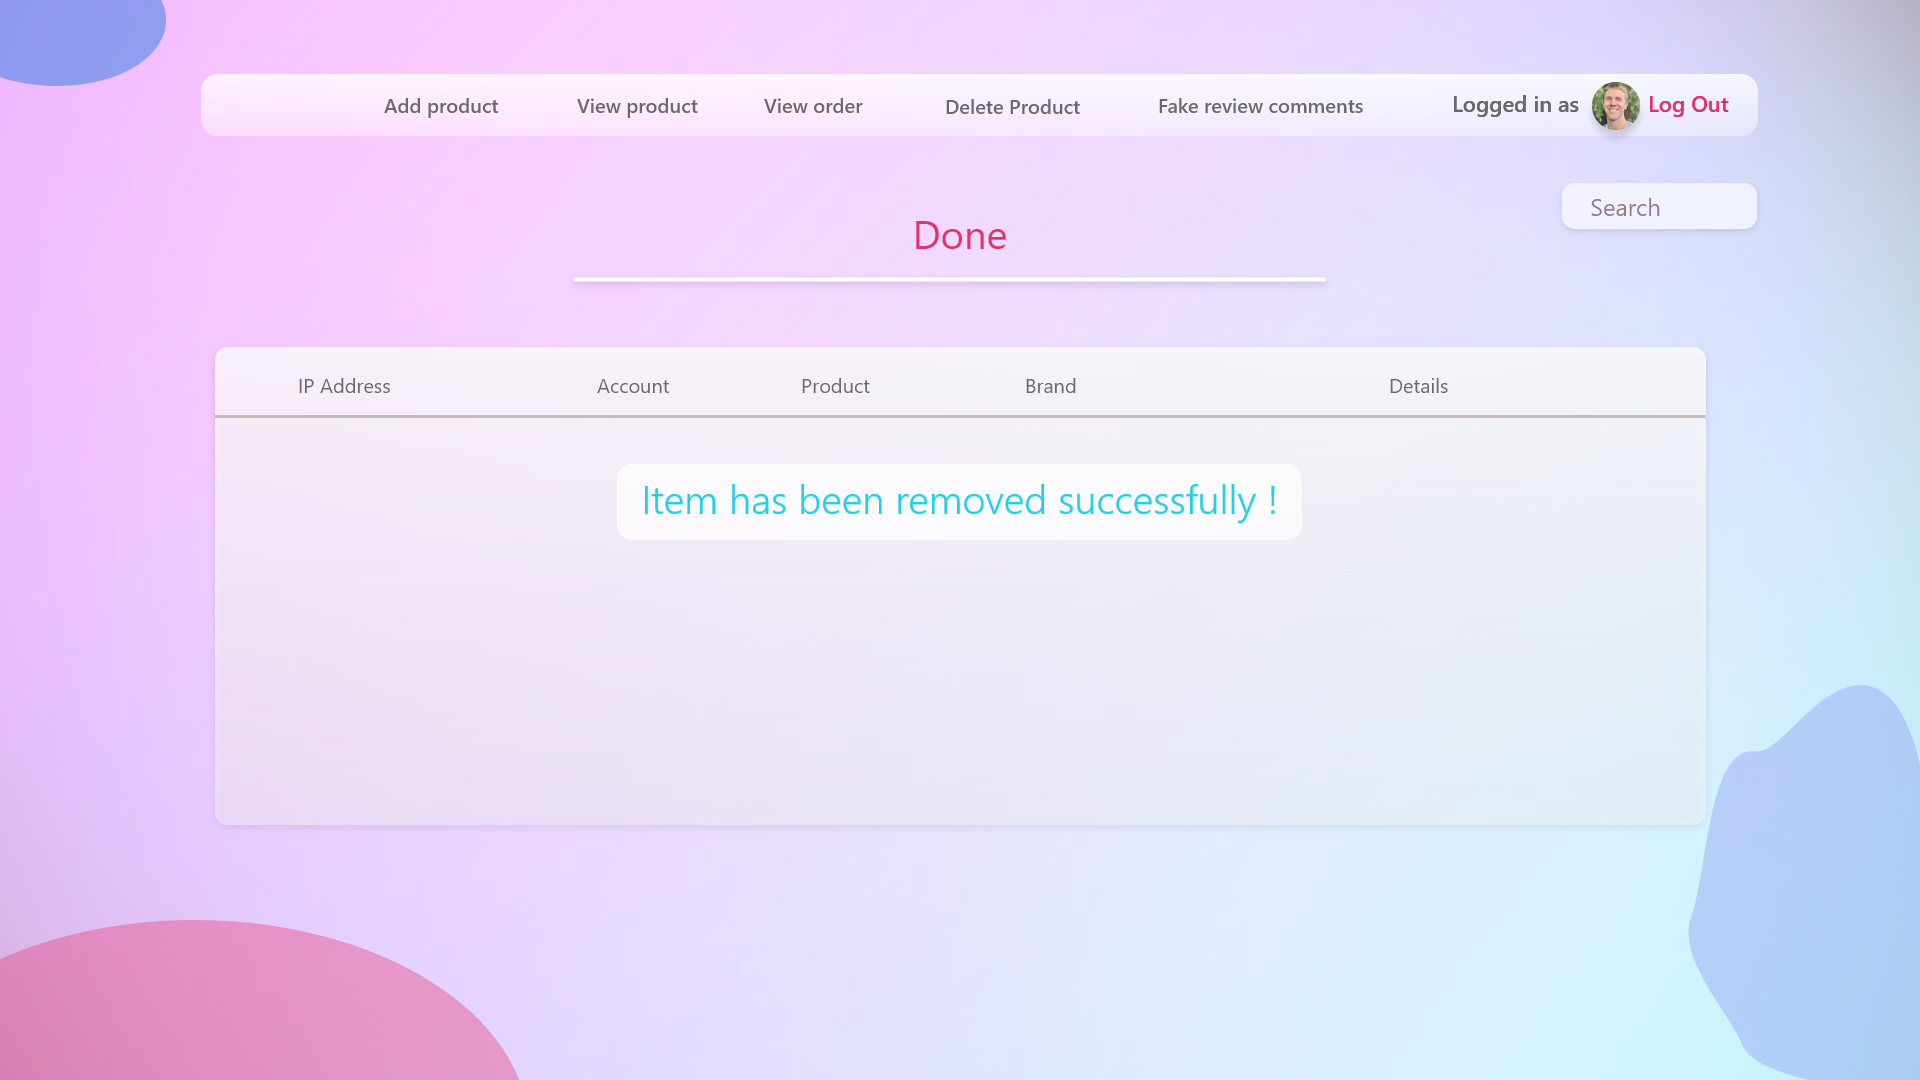 Add product View product View order Delete Product Fake review comments Logged in as Log Out
Search
Done
IP Address Account Product Brand Details
Item has been removed successfully !